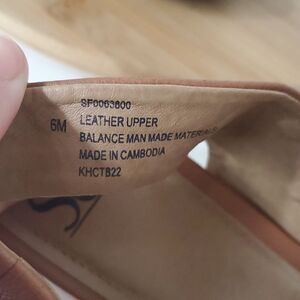 SF0063800
6M LEATHER UPPER
BALANCE MAN MADE MATERIALS
MADE IN CAMBODIA
KHCTB22